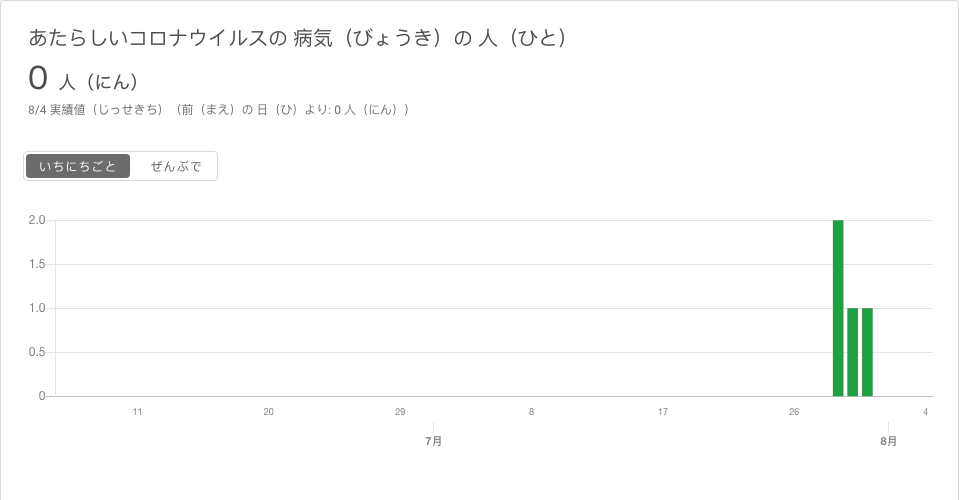 あたらしいコロナウイルスの 病気（びょうき）の 人（ひと）
0 人（にん）
8/4 実績値（じっせきち）（前（まえ）の 日（ひ）より: 0 人（にん））
いちにちごと ぜんぶで
2.0
1.5
1.0
0.5
0
11 20 29 8 17 26 4
7月 8月